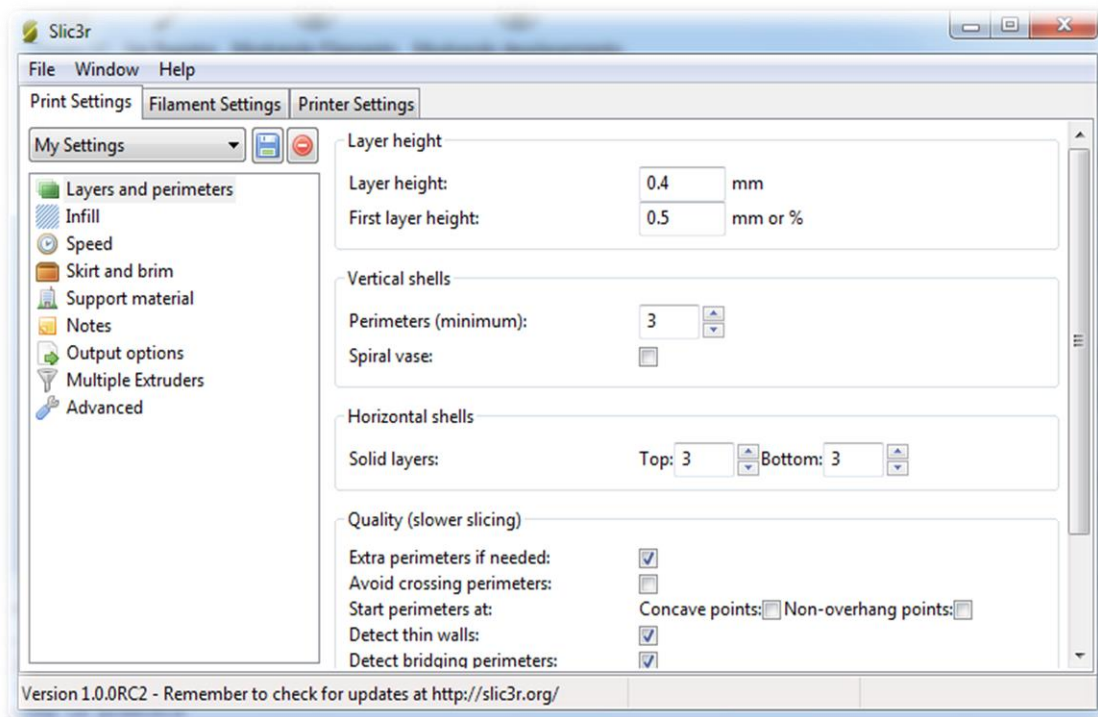 Slic3r
File Window Help
Print Settings Filament Settings Printer Settings
My Settings
Layers and perimeters
Infill
Speed
Skirt and brim
Support material
Notes
Output options
Multiple Extruders
Advanced
Layer height
Layer height: 0.4 mm
First layer height: 0.5 mm or %
Vertical shells
Perimeters (minimum): 3
Spiral vase:
Horizontal shells
Solid layers: Top: 3 Bottom: 3
Quality (slower slicing)
Extra perimeters if needed:
Avoid crossing perimeters:
Start perimeters at: Concave points: Non-overhang points:
Detect thin walls:
Detect bridging perimeters:
Version 1.0.0RC2 - Remember to check for updates at http://slic3r.org/